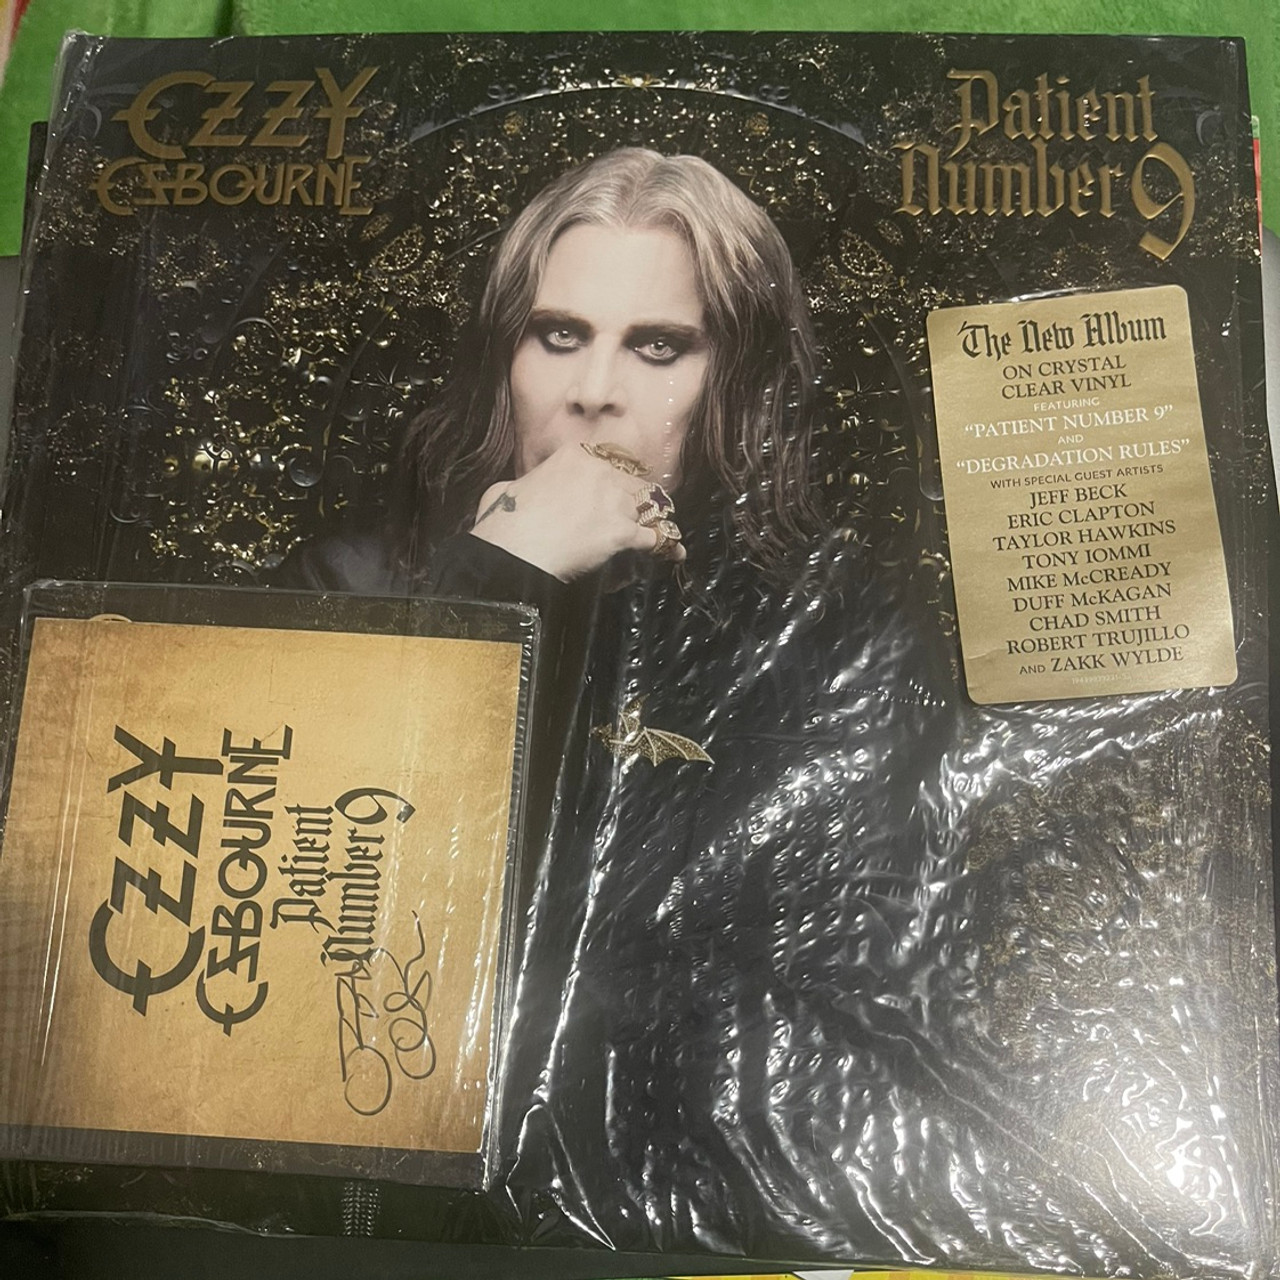 OZZY
OSBOURNE
Patient
Number 9
The New Album
ON CRYSTAL
CLEAR VINYL
FEATURING
"PATIENT NUMBER 9"
AND
"DEGRADATION RULES"
WITH SPECIAL GUEST ARTISTS
JEFF BECK
ERIC CLAPTON
TAYLOR HAWKINS
TONY IOMMI
MIKE McCREADY
DUFF McKAGAN
CHAD SMITH
ROBERT TRUJILLO
AND ZAKK WYLDE
OZZY
OSBOURNE
Patient
Number 9